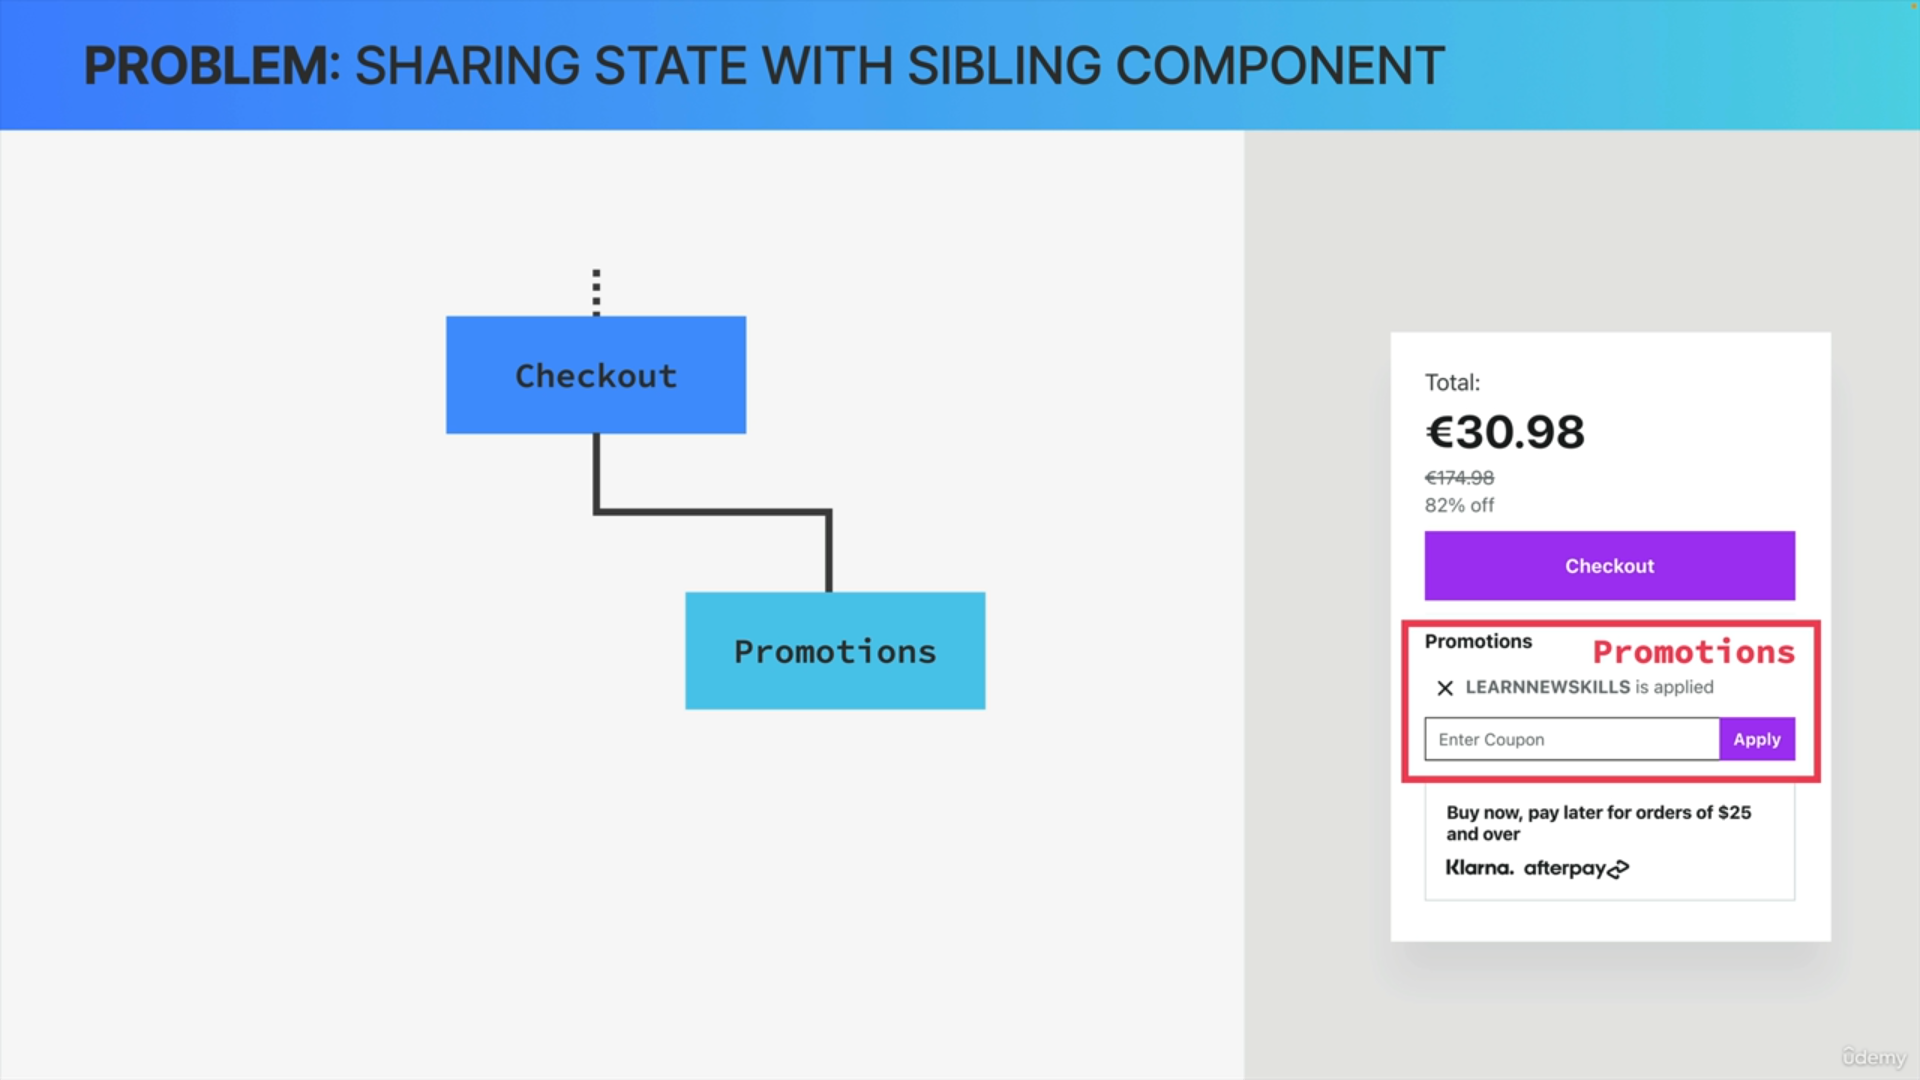 PROBLEM: SHARING STATE WITH SIBLING COMPONENT
Checkout
Promotions
Total:
€30.98
€174.98
82% off
Checkout
Promotions
Promotions
LEARNNEWSKILLS is applied
Enter Coupon
Apply
Buy now, pay later for orders of $25
and over
Klarna. afterpay
ûdemy